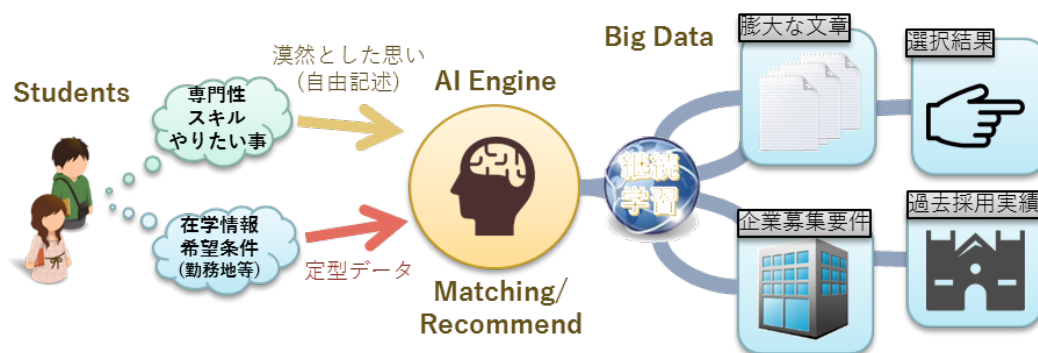 Students
専門性
スキル
やりたい事
在学情報
希望条件
(勤務地等)
漠然とした思い
(自由記述)
定型データ
AI Engine
Matching/
Recommend
Big Data
継続
学習
膨大な文章
選択結果
企業募集要件
過去採用実績